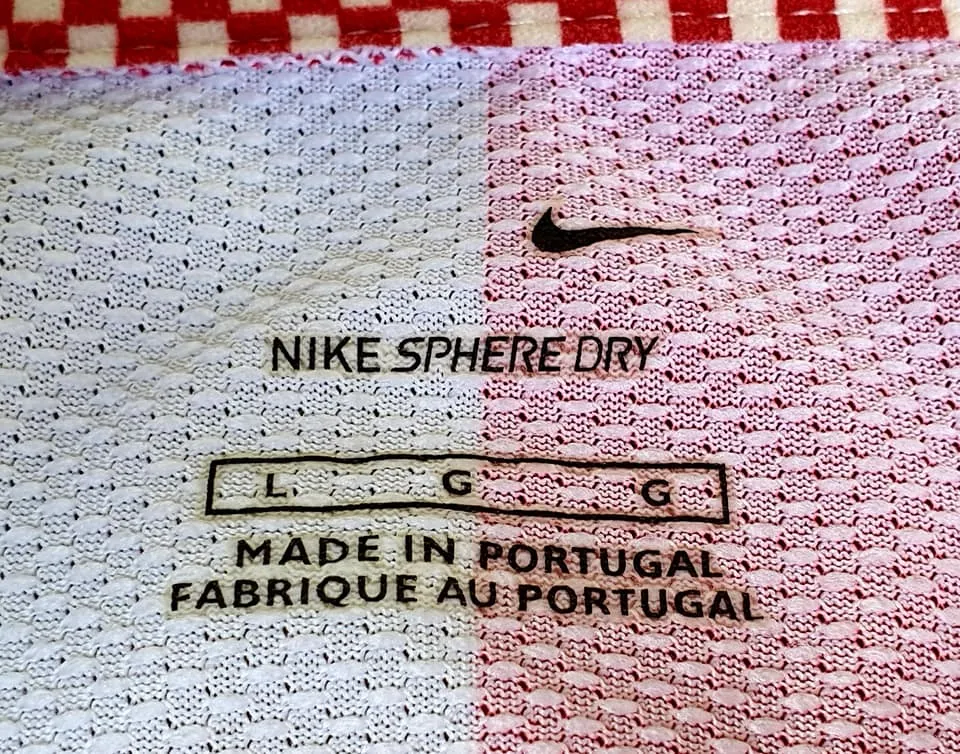 NIKE SPHERE DRY
L G G
MADE IN PORTUGAL
FABRIQUE AU PORTUGAL